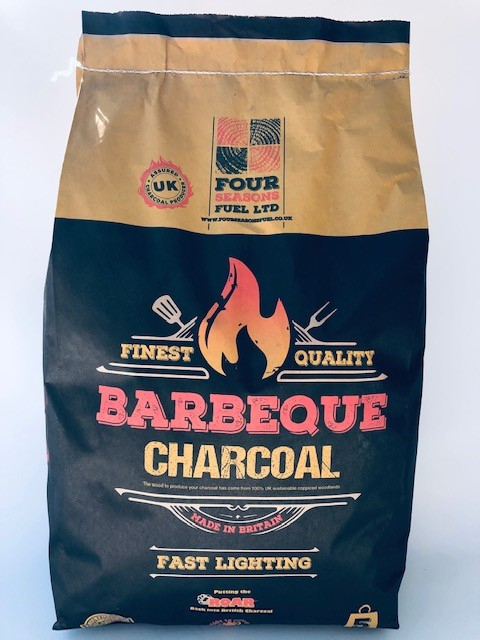 ASSURED
UK
CHARCOAL PRODUCT
FOUR
SEASONS
FUEL LTD
WWW.FOURSEASONSFUEL.CO.UK
FINEST QUALITY
BARBEQUE
CHARCOAL
The wood to produce your charcoal has come from 100% UK sustainable coppiced woodlands
MADE IN BRITAIN
FAST LIGHTING
Putting the
ROAR
Back into British Charcoal
5